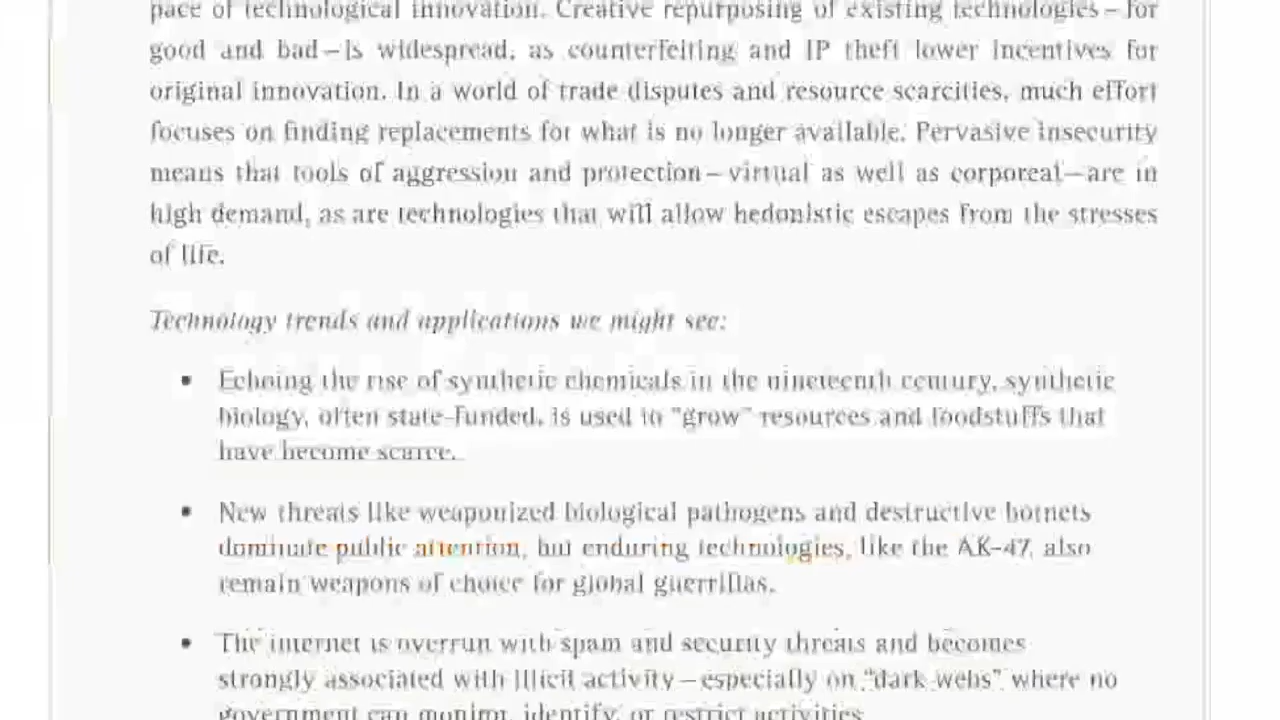 pace of technological innovation. Creative repurposing of existing technologies—for
good and bad—is widespread, as counterfeiting and IP theft lower incentives for
original innovation. In a world of trade disputes and resource scarcities, much effort
focuses on finding replacements for what is no longer available. Pervasive insecurity
means that tools of aggression and protection—virtual as well as corporeal—are in
high demand, as are technologies that will allow hedonistic escapes from the stresses
of life.
Technology trends and applications we might see:
• Echoing the rise of synthetic chemicals in the nineteenth century, synthetic
biology, often state-funded, is used to "grow" resources and foodstuffs that
have become scarce.
• New threats like weaponized biological pathogens and destructive botnets
dominate public attention, but enduring technologies, like the AK-47, also
remain weapons of choice for global guerrillas.
• The internet is overrun with spam and security threats and becomes
strongly associated with illicit activity—especially on "dark webs" where no
government can monitor, identify, or restrict activities